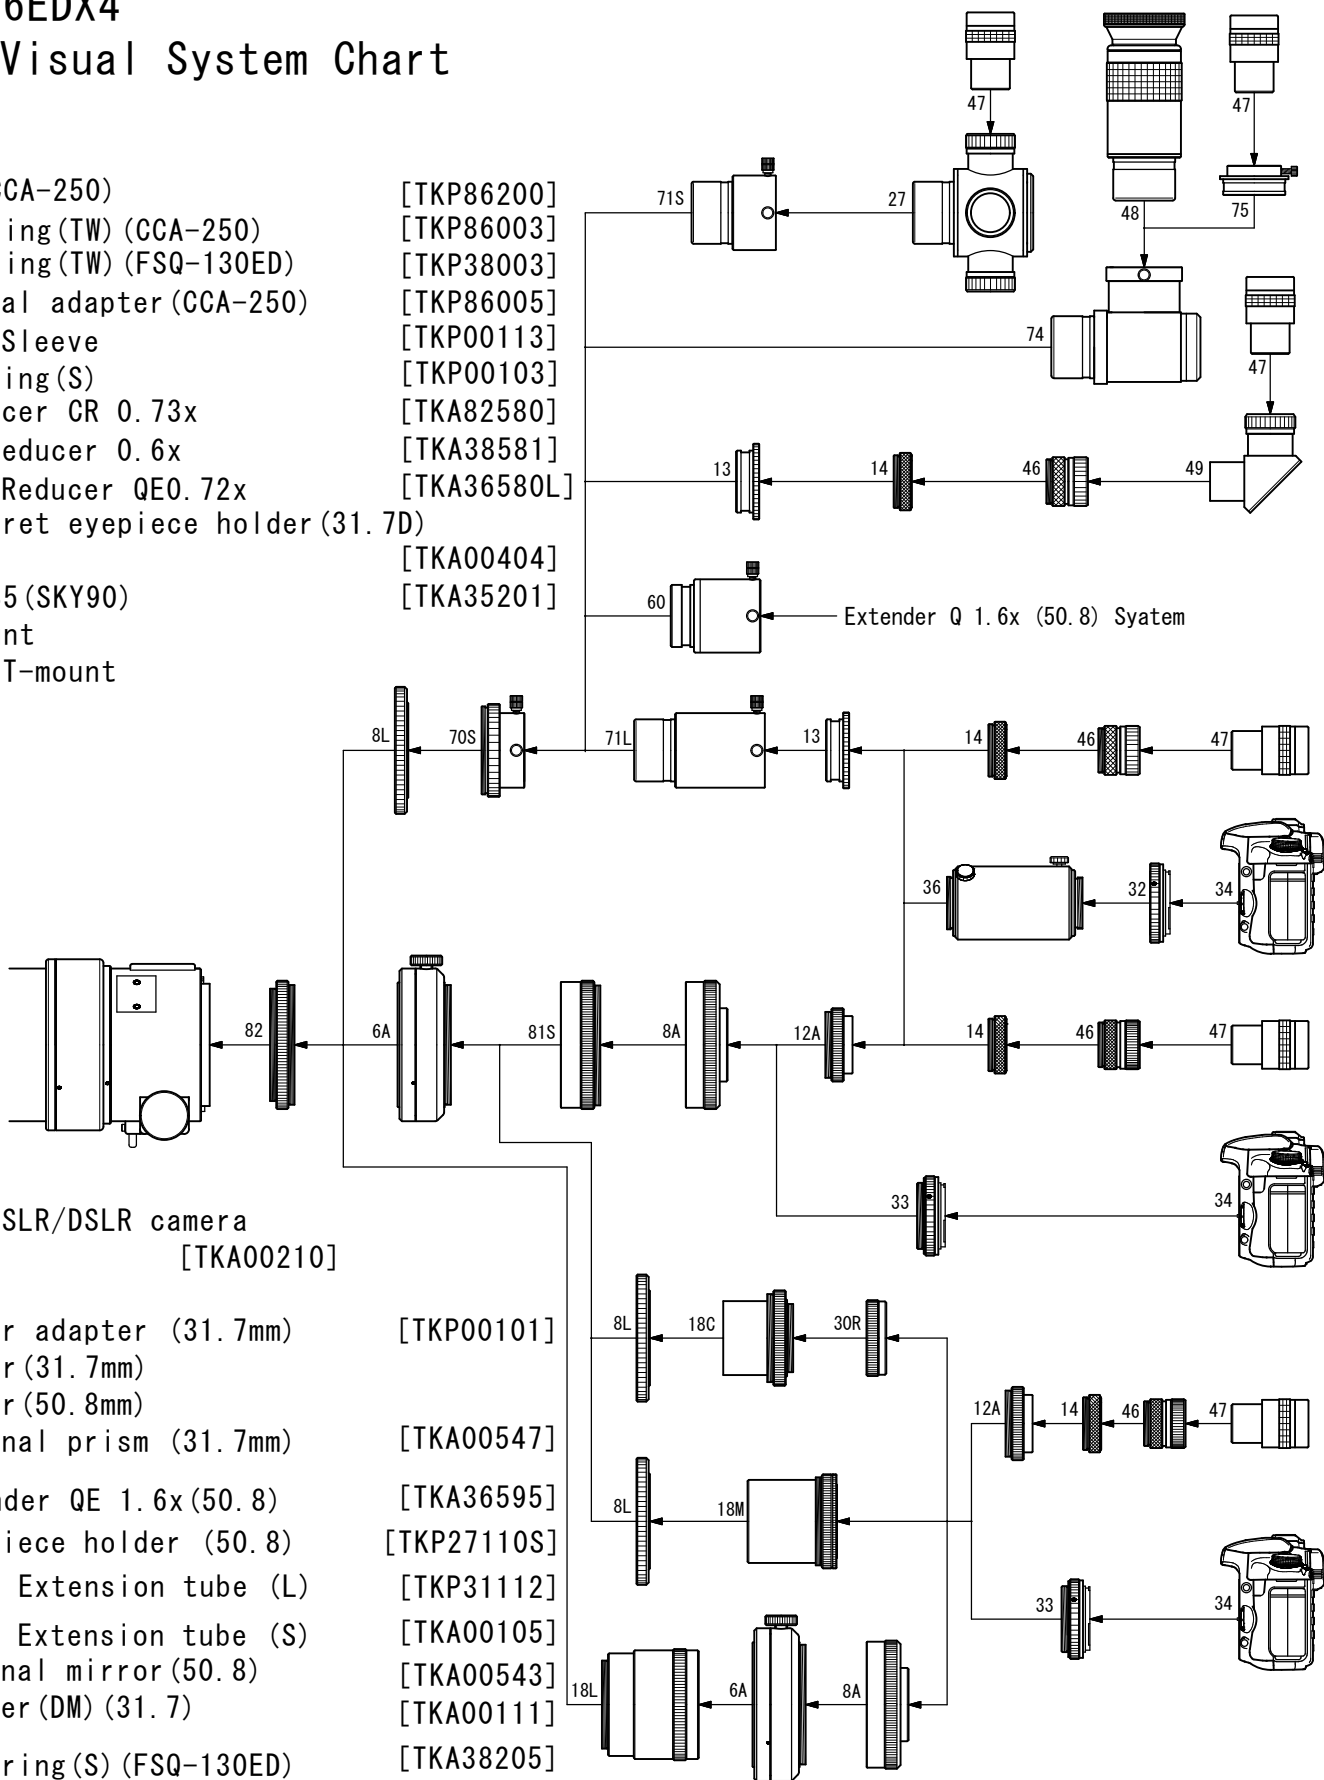 6EDX4
Visual System Chart
CCA-250) [TKP86200]
ing(TW)(CCA-250) [TKP86003]
ing(TW)(FSQ-130ED) [TKP38003]
al adapter(CCA-250) [TKP86005]
Sleeve [TKP00113]
ing(S) [TKP00103]
cer CR 0.73x [TKA82580]
educer 0.6x [TKA38581]
Reducer QE0.72x [TKA36580L]
ret eyepiece holder(31.7D)
[TKA00404]
5(SKY90) [TKA35201]
nt
T-mount
SLR/DSLR camera
[TKA00210]
r adapter (31.7mm) [TKP00101]
r(31.7mm)
r(50.8mm)
nal prism (31.7mm) [TKA00547]
nder QE 1.6x(50.8) [TKA36595]
iece holder (50.8) [TKP27110S]
Extension tube (L) [TKP31112]
Extension tube (S) [TKA00105]
nal mirror(50.8) [TKA00543]
er(DM)(31.7) [TKA00111]
ring(S)(FSQ-130ED) [TKA38205]
47 47
71S 27 48 75
74 47
13 14 46 49
60 Extender Q 1.6x (50.8) Syatem
8L 70S 71L 13 14 46 47
36 32 34
82 6A 81S 8A 12A 14 46 47
33 34
8L 18C 30R
12A 14 46 47
8L 18M
33 34
18L 6A 8A